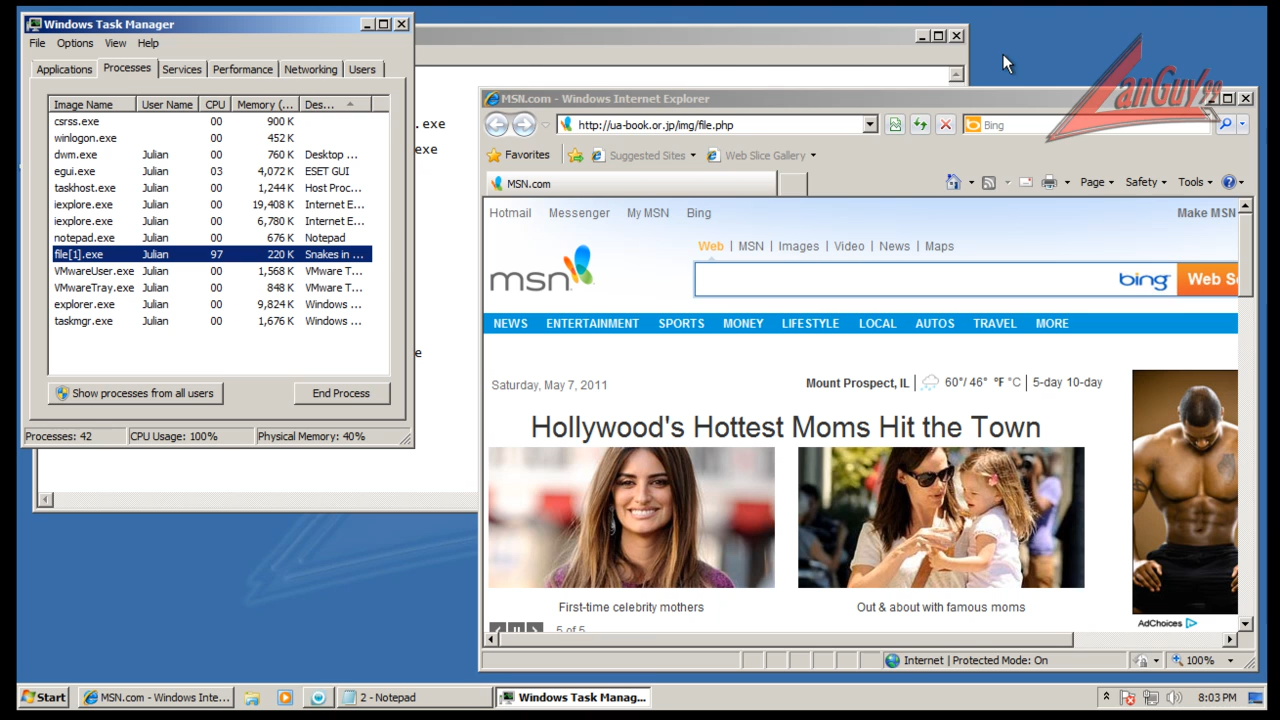 Windows Task Manager
File Options View Help
Applications Processes Services Performance Networking Users
Image Name User Name CPU Memory (... Des...
csrss.exe 00 900 K
winlogon.exe 00 452 K
dwm.exe Julian 00 760 K Desktop ...
egui.exe Julian 03 4,072 K ESET GUI
taskhost.exe Julian 00 1,244 K Host Proc...
iexplore.exe Julian 00 19,408 K Internet E...
iexplore.exe Julian 00 6,780 K Internet E...
notepad.exe Julian 00 676 K Notepad
file[1].exe Julian 97 220 K Snakes in ...
VMwareUser.exe Julian 00 1,568 K VMware T...
VMwareTray.exe Julian 00 848 K VMware T...
explorer.exe Julian 00 9,824 K Windows ...
taskmgr.exe Julian 00 1,676 K Windows ...
Show processes from all users End Process
Processes: 42 CPU Usage: 100% Physical Memory: 40%
.exe
exe
e
LanGuy99
MSN.com - Windows Internet Explorer
http://ua-book.or.jp/img/file.php Bing
Favorites Suggested Sites Web Slice Gallery
MSN.com Page Safety Tools
Hotmail Messenger My MSN Bing Make MSN
Web MSN Images Video News Maps
msn bing Web S
NEWS ENTERTAINMENT SPORTS MONEY LIFESTYLE LOCAL AUTOS TRAVEL MORE
Saturday, May 7, 2011 Mount Prospect, IL 60°/ 46° °F °C 5-day 10-day
Hollywood's Hottest Moms Hit the Town
First-time celebrity mothers Out & about with famous moms
AdChoices
5 of 5
Internet | Protected Mode: On 100%
Start MSN.com - Windows Inte... 2 - Notepad Windows Task Manag... 8:03 PM